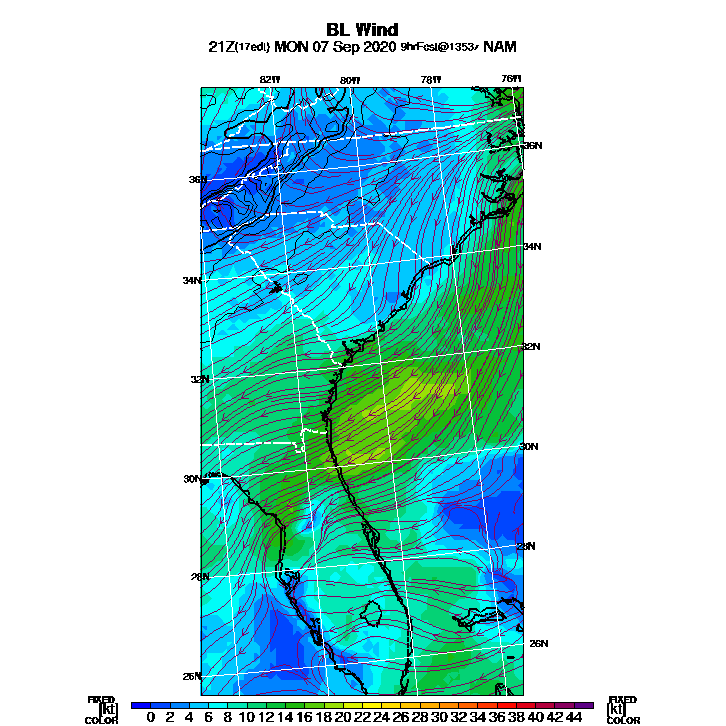 BL Wind
21Z(17edt) MON 07 Sep 2020 9hrFcst@1353z NAM
82W 80W 78W 76W
36N
36N
34N
34N
32N
32N
30N
30N
28N
28N
26N
26N
FIXED FIXED
[kt] 0 2 4 6 8 10 12 14 16 18 20 22 24 26 28 30 32 34 36 38 40 42 44 [kt]
COLOR COLOR